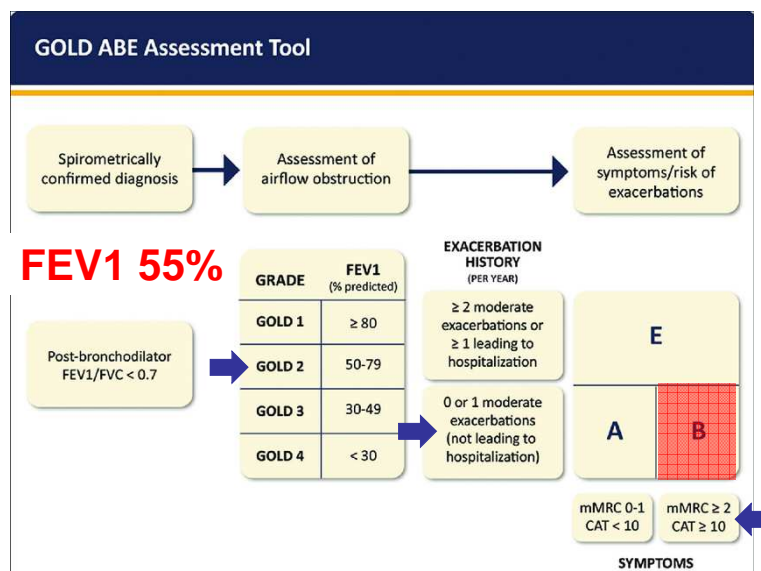 GOLD ABE Assessment Tool
Spirometrically
confirmed diagnosis
Assessment of
airflow obstruction
Assessment of
symptoms/risk of
exacerbations
FEV1 55%
Post-bronchodilator
FEV1/FVC < 0.7
GRADE
FEV1
(% predicted)
GOLD 1
≥ 80
GOLD 2
50-79
GOLD 3
30-49
GOLD 4
< 30
EXACERBATION
HISTORY
(PER YEAR)
≥ 2 moderate
exacerbations or
≥ 1 leading to
hospitalization
0 or 1 moderate
exacerbations
(not leading to
hospitalization)
E
A
B
mMRC 0-1
CAT < 10
mMRC ≥ 2
CAT ≥ 10
SYMPTOMS